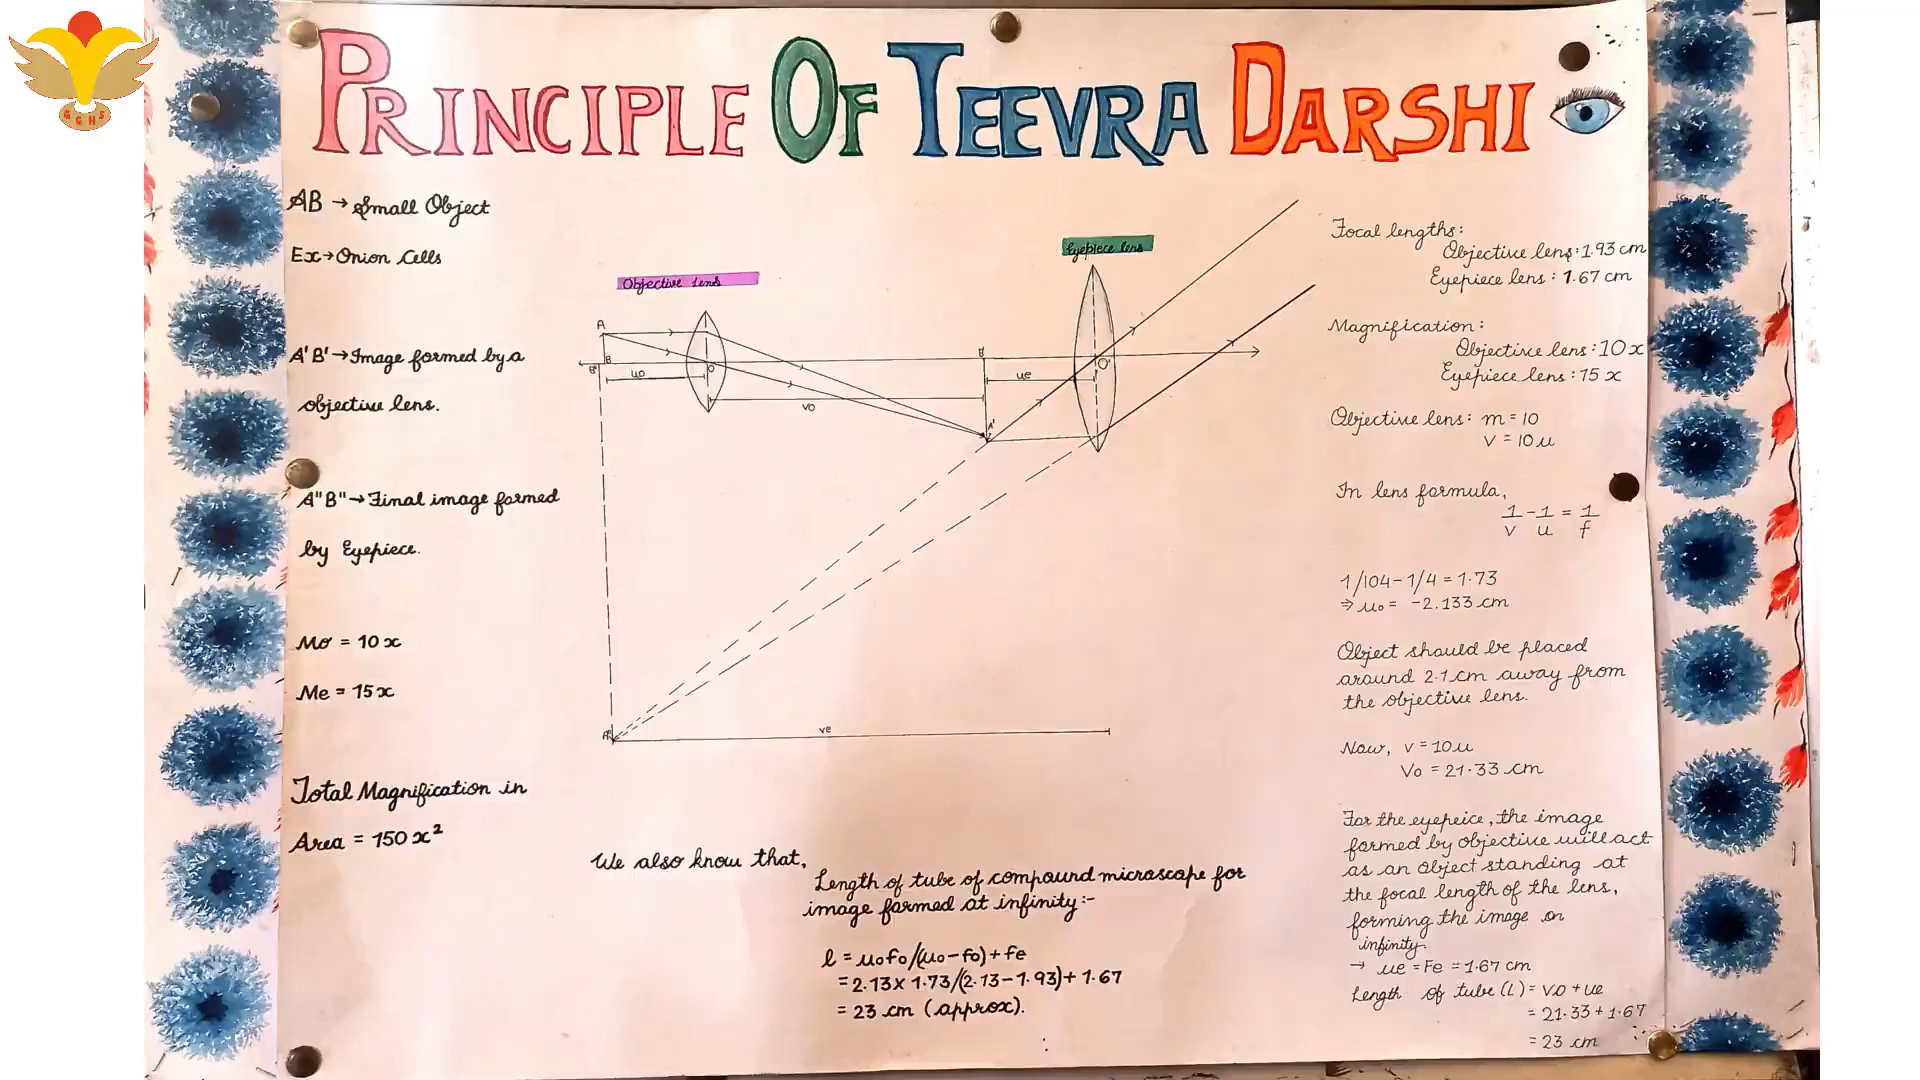 GGHS
PRINCIPLE OF TEEVRA DARSHI
AB → Small Object
Ex → Onion Cells
A'B' → Image formed by a
objective lens.
A"B" → Final image formed
by Eyepiece.
Mo = 10x
Me = 15x
Total Magnification in
Area = 150x²
Objective Lens
Eyepiece lens
A
B
B"
uo
O
vo
B'
A'
ue
O'
A"
ve
We also know that,
Length of tube of compound microscope for
image formed at infinity:-
l = uofo/(uo-fo)+fe
= 2.13x 1.73/(2.13-1.93)+1.67
= 23 cm (approx).
Focal lengths:
Objective lens: 1.93 cm
Eyepiece lens: 1.67 cm
Magnification:
Objective lens: 10x
Eyepiece lens: 15x
Objective lens: m = 10
v = 10u
In lens formula,
1/v - 1/u = 1/f
1/104-1/4 = 1.73
⇒ uo = -2.133 cm
Object should be placed
around 2.1 cm away from
the objective lens.
Now, v = 10u
Vo = 21.33 cm
For the eyepeice, the image
formed by objective will act
as an object standing at
the focal length of the lens,
forming the image on
infinity.
→ ue = Fe = 1.67 cm
Length of tube (L) = vo + ue
= 21.33 + 1.67
= 23 cm